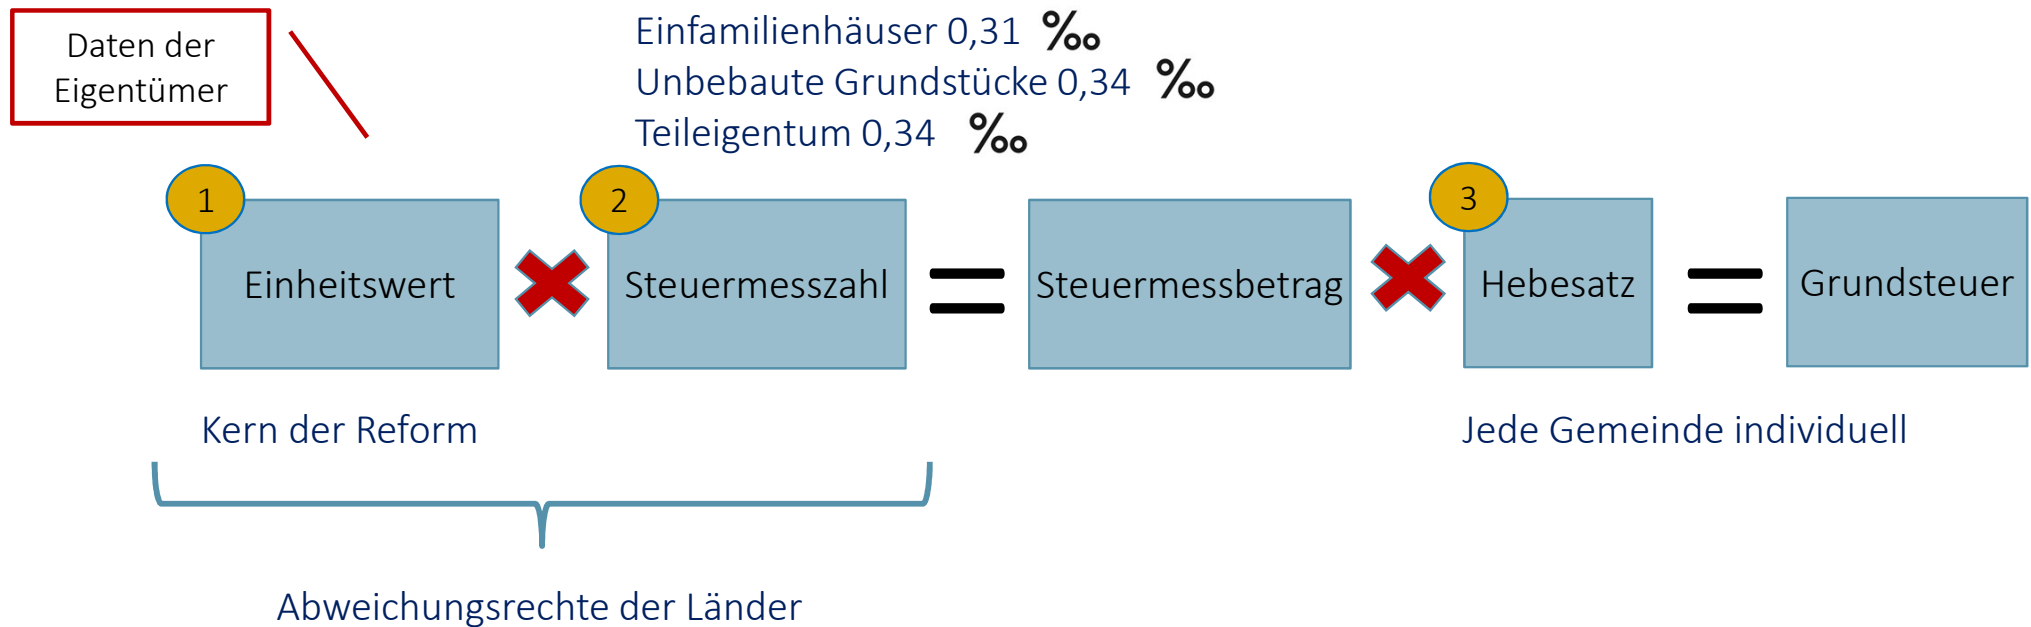 Daten der
Eigentümer
Einfamilienhäuser 0,31 ‰
Unbebaute Grundstücke 0,34 ‰
Teileigentum 0,34 ‰
1
2
3
Einheitswert
Steuermesszahl
=
Steuermessbetrag
Hebesatz
=
Grundsteuer
Kern der Reform
Jede Gemeinde individuell
Abweichungsrechte der Länder